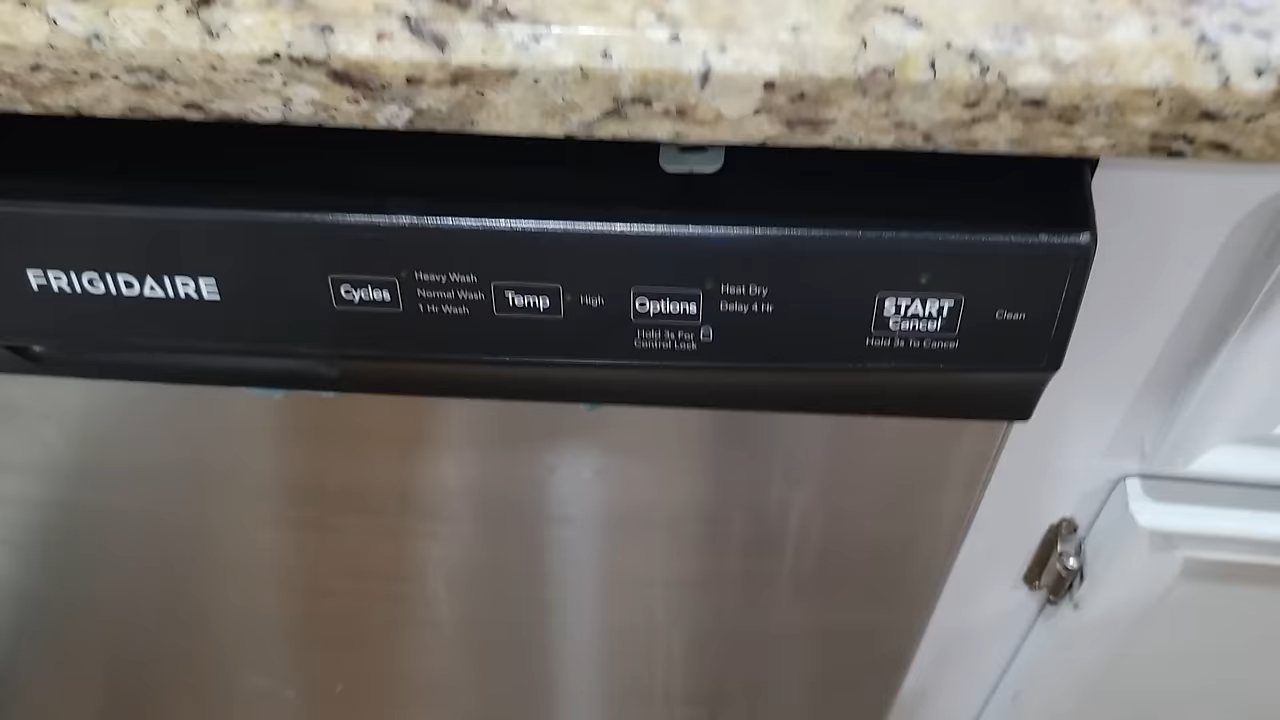 FRIGIDAIRE
Cycles
Heavy Wash
Normal Wash
1 Hr Wash
Temp
High
Options
Hold 3s For
Control Lock
Heat Dry
Delay 4 Hr
START
Cancel
Hold 3s To Cancel
Clean